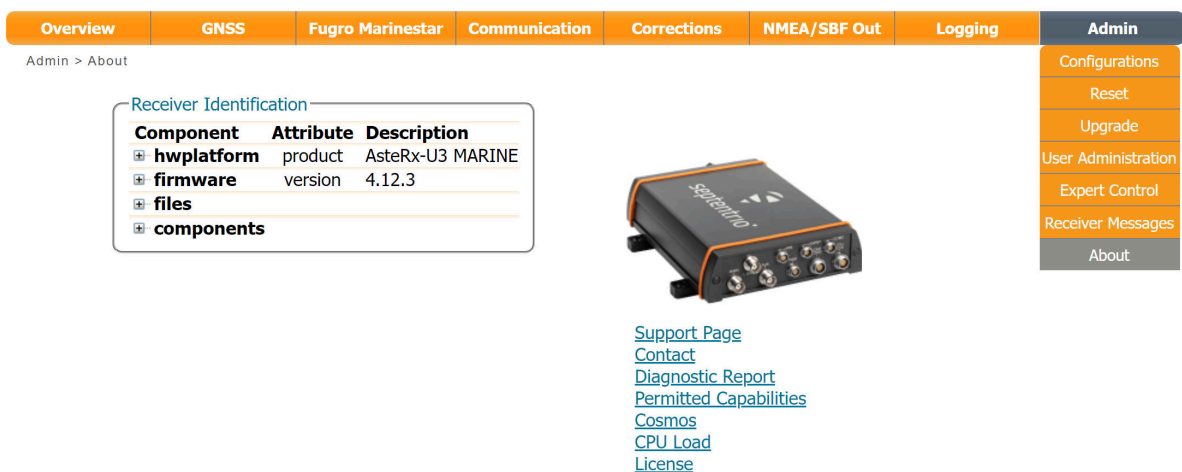 Overview GNSS Fugro Marinestar Communication Corrections NMEA/SBF Out Logging Admin
Admin > About
Configurations
Reset
Upgrade
User Administration
Expert Control
Receiver Messages
About
Receiver Identification
Component Attribute Description
hwplatform product AsteRx-U3 MARINE
firmware version 4.12.3
files
components
septentrio
Support Page
Contact
Diagnostic Report
Permitted Capabilities
Cosmos
CPU Load
License